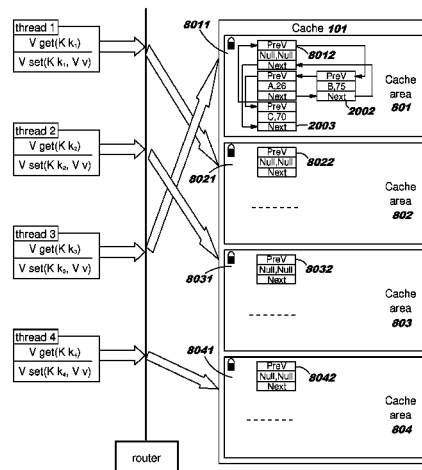 thread 1
V get(K k₁)
V set(K k₁, V v)
thread 2
V get(K k₂)
V set(K k₂, V v)
thread 3
V get(K k₃)
V set(K k₃, V v)
thread 4
V get(K k₄)
V set(K k₄, V v)
router
Cache 101
8011
PreV
Null,Null
Next
8012
PreV
A,26
Next
PreV
B,75
Next
2002
PreV
C,70
Next
2003
Cache
area
801
8021
PreV
Null,Null
Next
8022
Cache
area
802
8031
PreV
Null,Null
Next
8032
Cache
area
803
8041
PreV
Null,Null
Next
8042
Cache
area
804